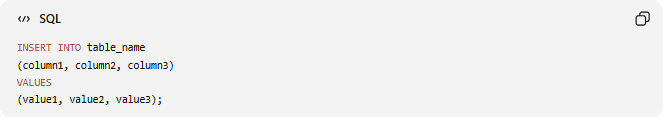 SQL
INSERT INTO table_name
(column1, column2, column3)
VALUES
(value1, value2, value3);